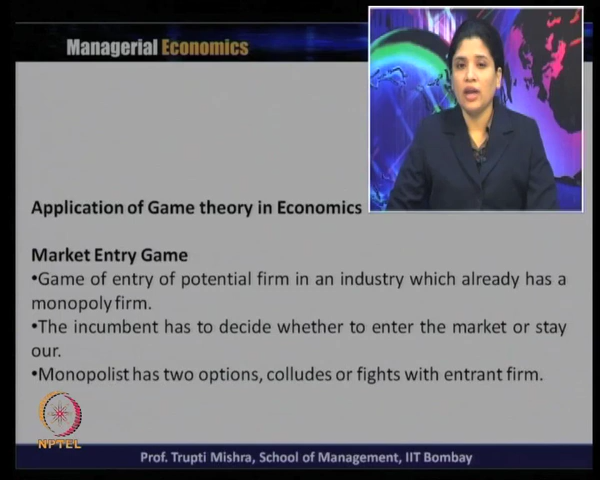 Managerial Economics
Application of Game theory in Economics
Market Entry Game
•Game of entry of potential firm in an industry which already has a
monopoly firm.
•The incumbent has to decide whether to enter the market or stay
our.
•Monopolist has two options, colludes or fights with entrant firm.
NPTEL
Prof. Trupti Mishra, School of Management, IIT Bombay